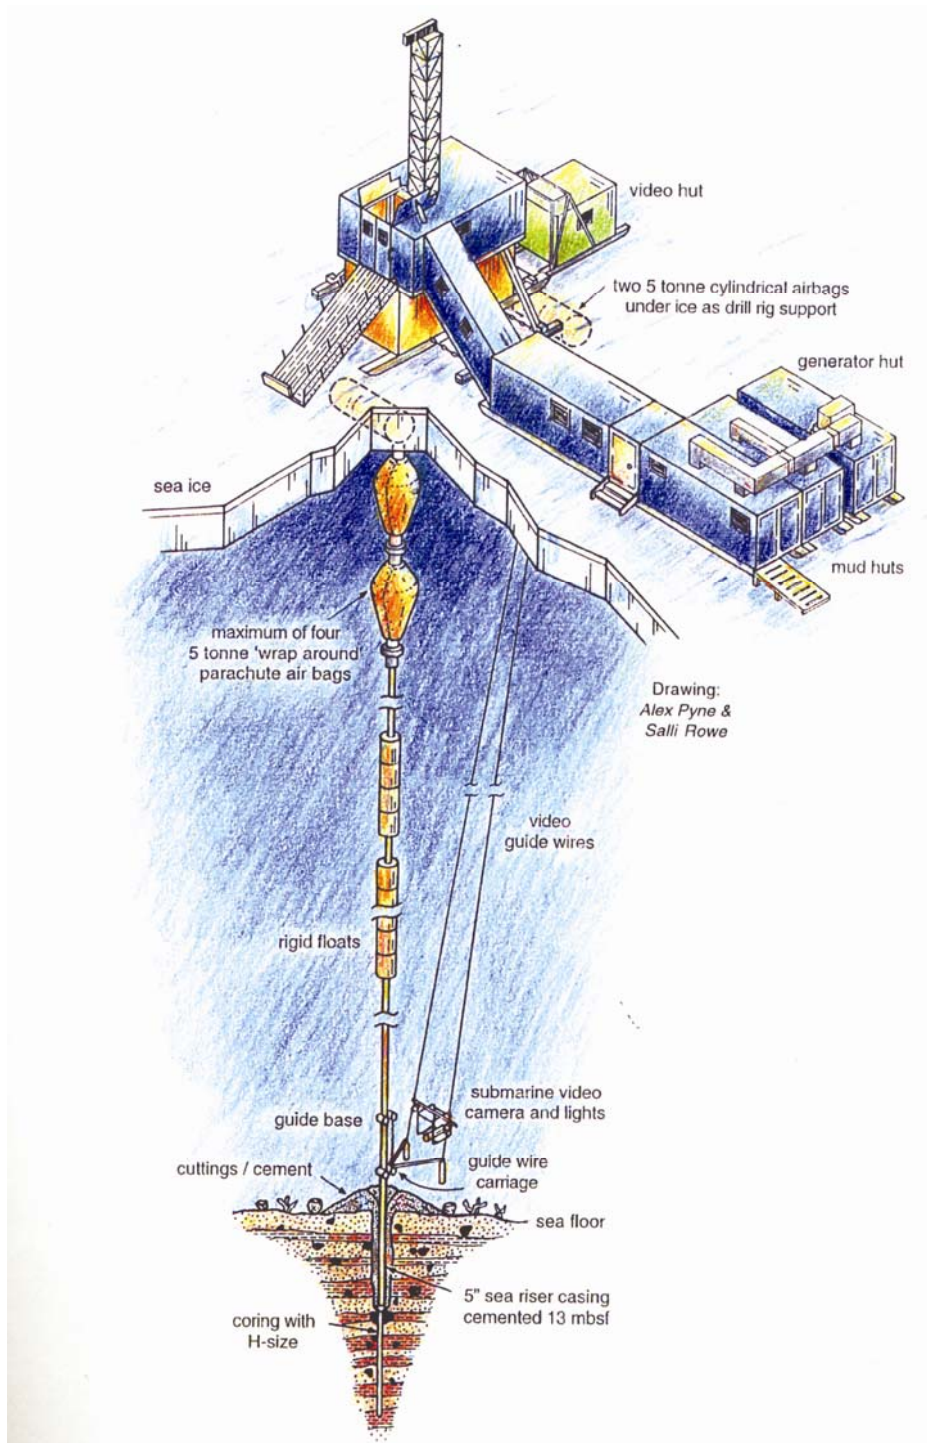 video hut
two 5 tonne cylindrical airbags
under ice as drill rig support
generator hut
sea ice
mud huts
maximum of four
5 tonne 'wrap around'
parachute air bags
Drawing:
Alex Pyne &
Salli Rowe
video
guide wires
rigid floats
submarine video
camera and lights
guide base
cuttings / cement
guide wire
carriage
sea floor
5" sea riser casing
cemented 13 mbsf
coring with
H-size